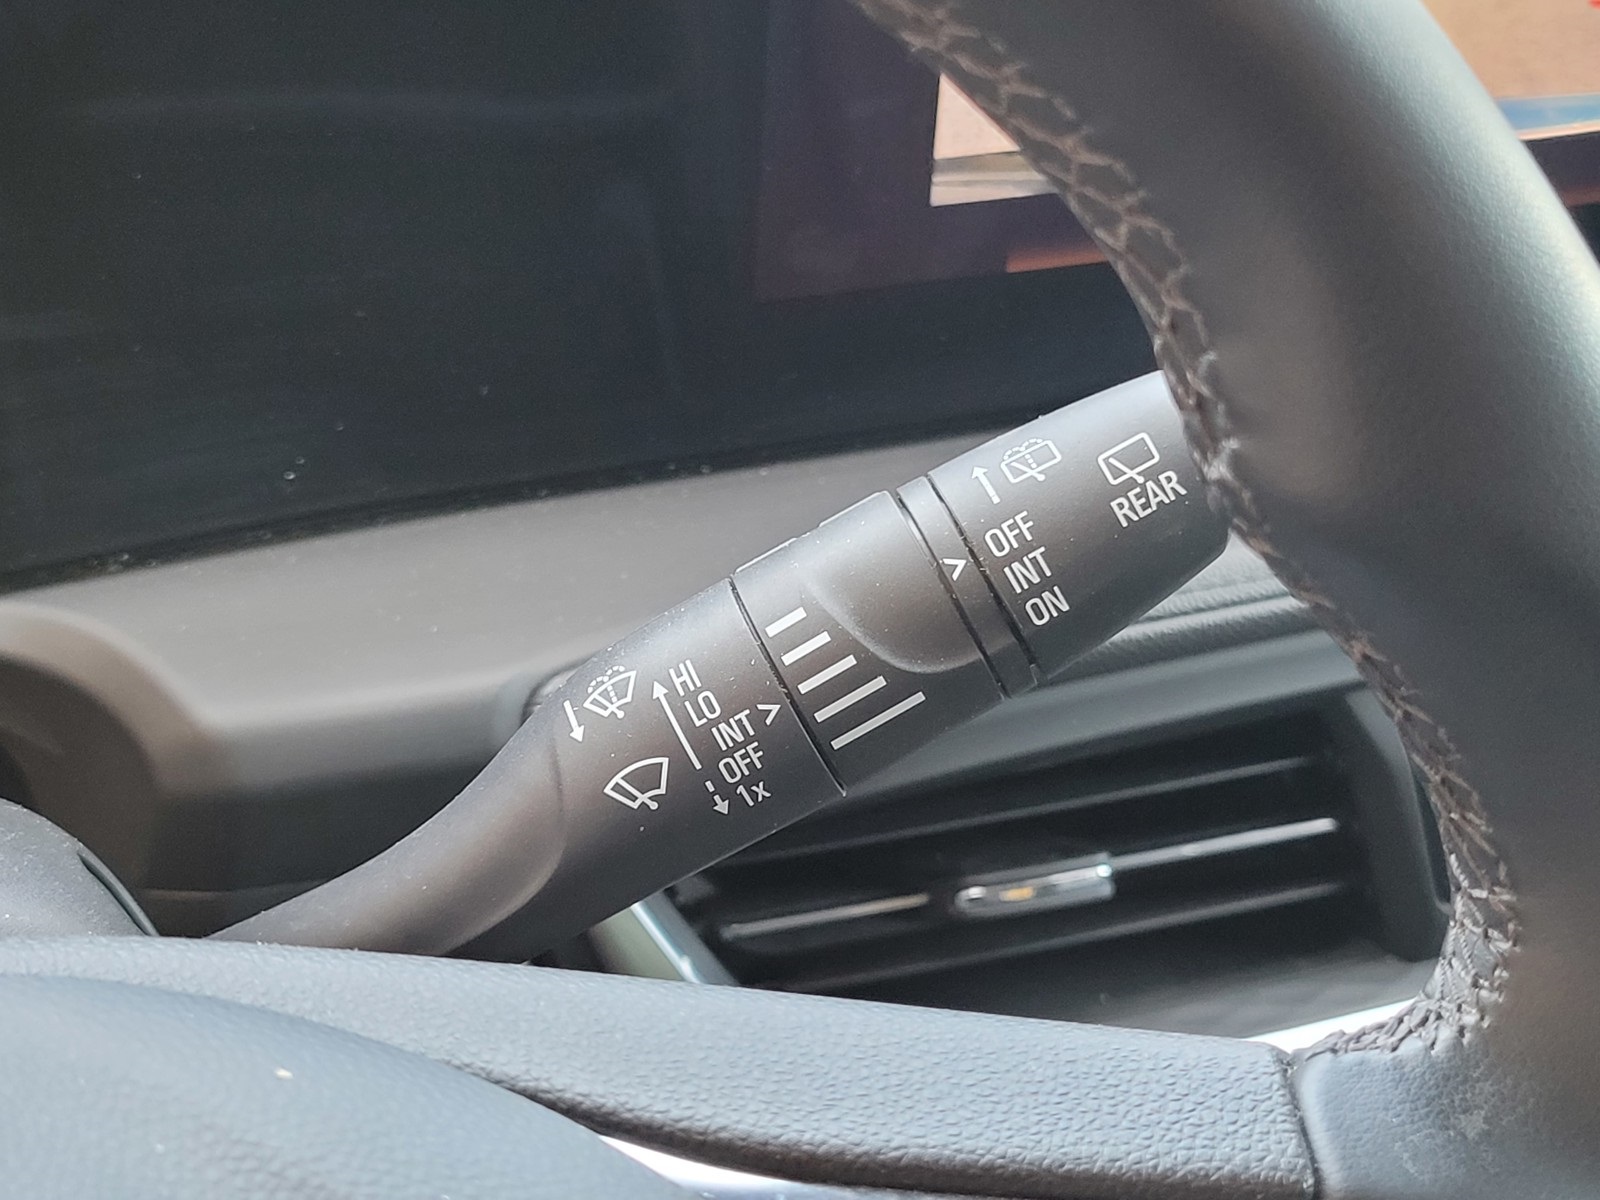 HI
LO
INT
OFF
1x
OFF
INT
ON
REAR